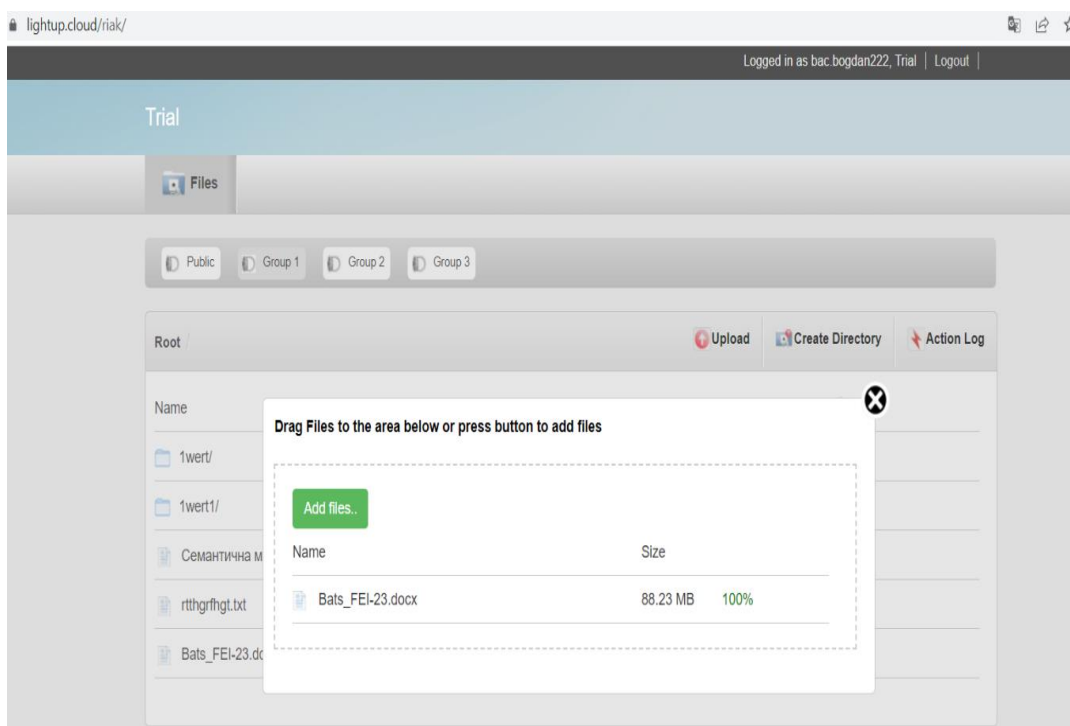 lightup.cloud/riak/
Logged in as bac.bogdan222, Trial | Logout |
Trial
Files
Public Group 1 Group 2 Group 3
Root / Upload Create Directory Action Log
Name
Drag Files to the area below or press button to add files
1wert/
1wert1/
Add files..
Семантична м
Name Size
rtthgrfhgt.txt
Bats_FEI-23.docx 88.23 MB 100%
Bats_FEI-23.dc